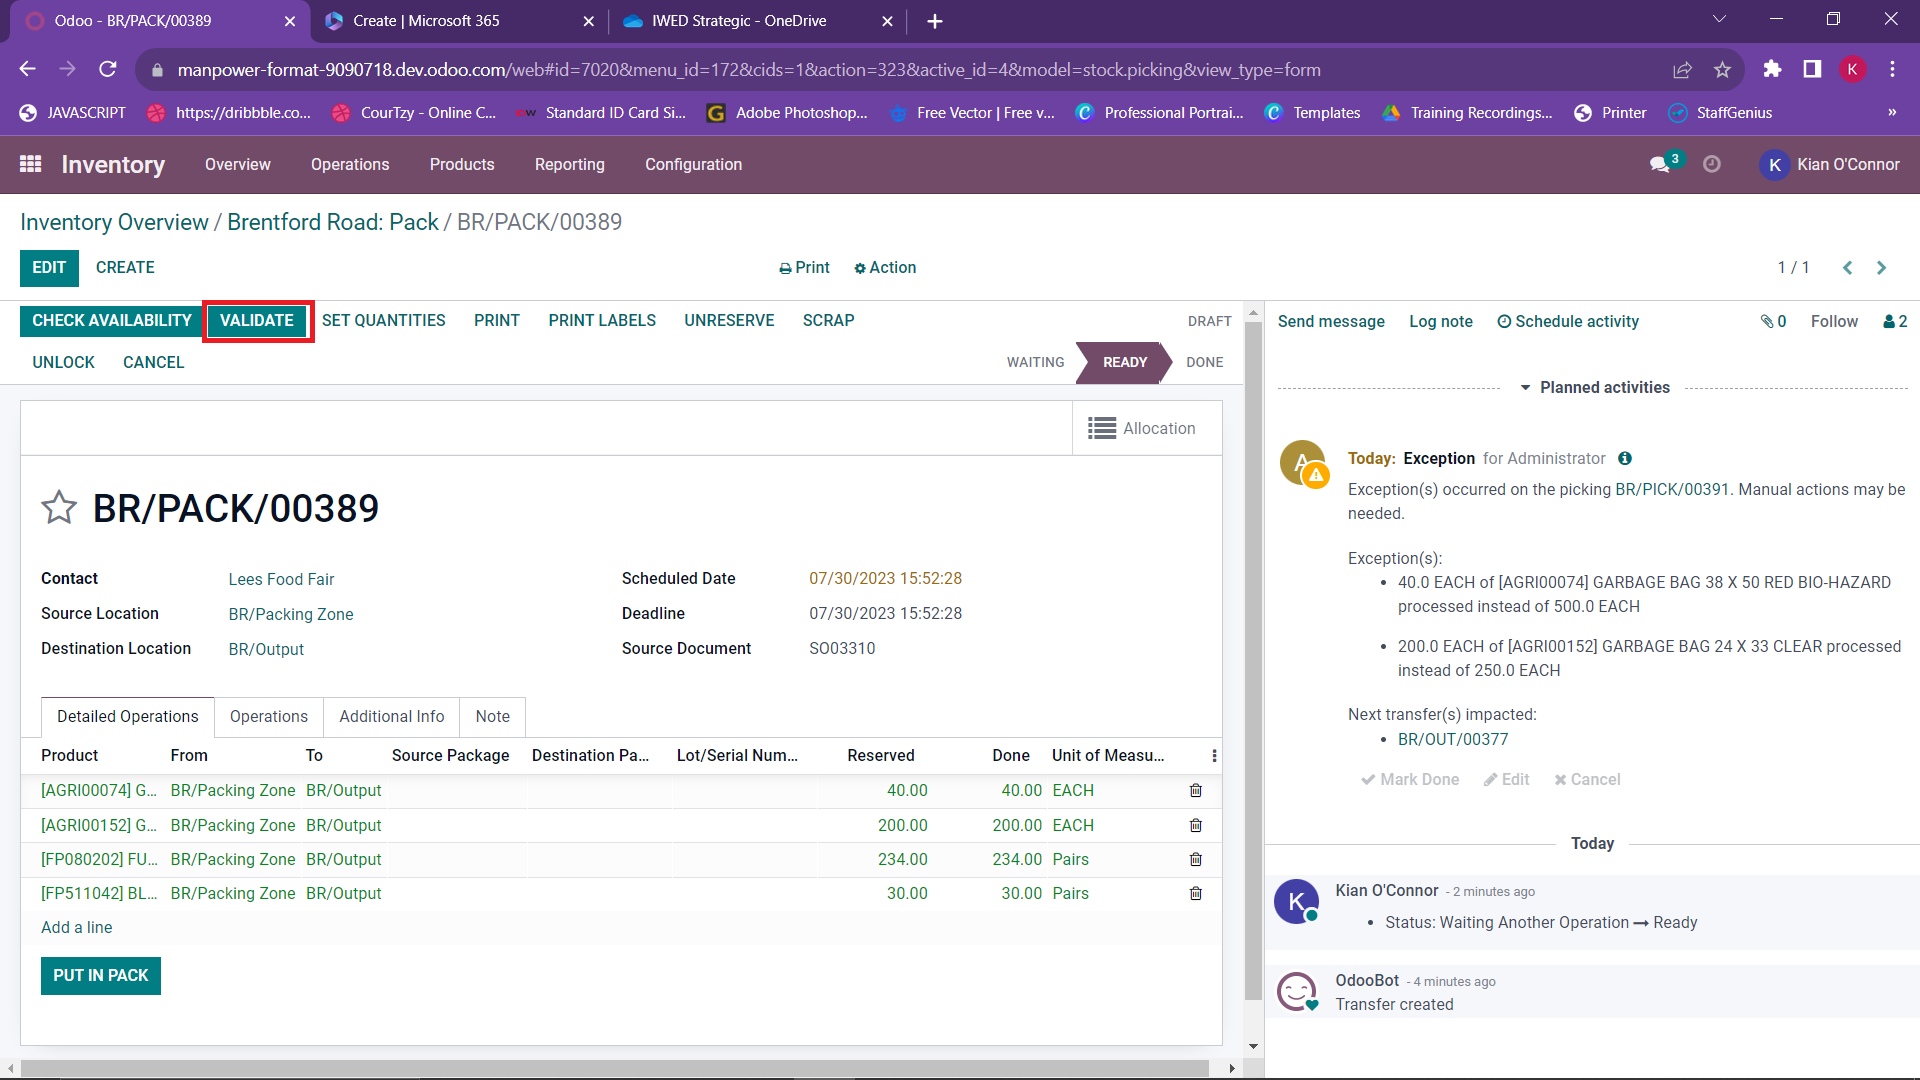 Odoo - BR/PACK/00389
Create | Microsoft 365
IWED Strategic - OneDrive
manpower-format-9090718.dev.odoo.com/web#id=7020&menu_id=172&cids=1&action=323&active_id=4&model=stock.picking&view_type=form
K
JAVASCRIPT
https://dribbble.co...
CourTzy - Online C...
Standard ID Card Si...
Adobe Photoshop...
Free Vector | Free v...
Professional Portrai...
Templates
Training Recordings...
Printer
StaffGenius
»
Inventory
Overview
Operations
Products
Reporting
Configuration
3
K
Kian O'Connor
Inventory Overview / Brentford Road: Pack / BR/PACK/00389
EDIT
CREATE
Print
Action
1 / 1
CHECK AVAILABILITY
VALIDATE
SET QUANTITIES
PRINT
PRINT LABELS
UNRESERVE
SCRAP
DRAFT
UNLOCK
CANCEL
WAITING
READY
DONE
Allocation
BR/PACK/00389
Contact
Lees Food Fair
Source Location
BR/Packing Zone
Destination Location
BR/Output
Scheduled Date
07/30/2023 15:52:28
Deadline
07/30/2023 15:52:28
Source Document
SO03310
Detailed Operations
Operations
Additional Info
Note
Product From To Source Package Destination Pa... Lot/Serial Num... Reserved Done Unit of Measu...
[AGRI00074] G... BR/Packing Zone BR/Output 40.00 40.00 EACH
[AGRI00152] G... BR/Packing Zone BR/Output 200.00 200.00 EACH
[FP080202] FU... BR/Packing Zone BR/Output 234.00 234.00 Pairs
[FP511042] BL... BR/Packing Zone BR/Output 30.00 30.00 Pairs
Add a line
PUT IN PACK
Send message
Log note
Schedule activity
0
Follow
2
Planned activities
A
Today: Exception for Administrator
Exception(s) occurred on the picking BR/PICK/00391. Manual actions may be
needed.
Exception(s):
• 40.0 EACH of [AGRI00074] GARBAGE BAG 38 X 50 RED BIO-HAZARD
processed instead of 500.0 EACH
• 200.0 EACH of [AGRI00152] GARBAGE BAG 24 X 33 CLEAR processed
instead of 250.0 EACH
Next transfer(s) impacted:
• BR/OUT/00377
Mark Done
Edit
Cancel
Today
K
Kian O'Connor - 2 minutes ago
• Status: Waiting Another Operation → Ready
OdooBot - 4 minutes ago
Transfer created